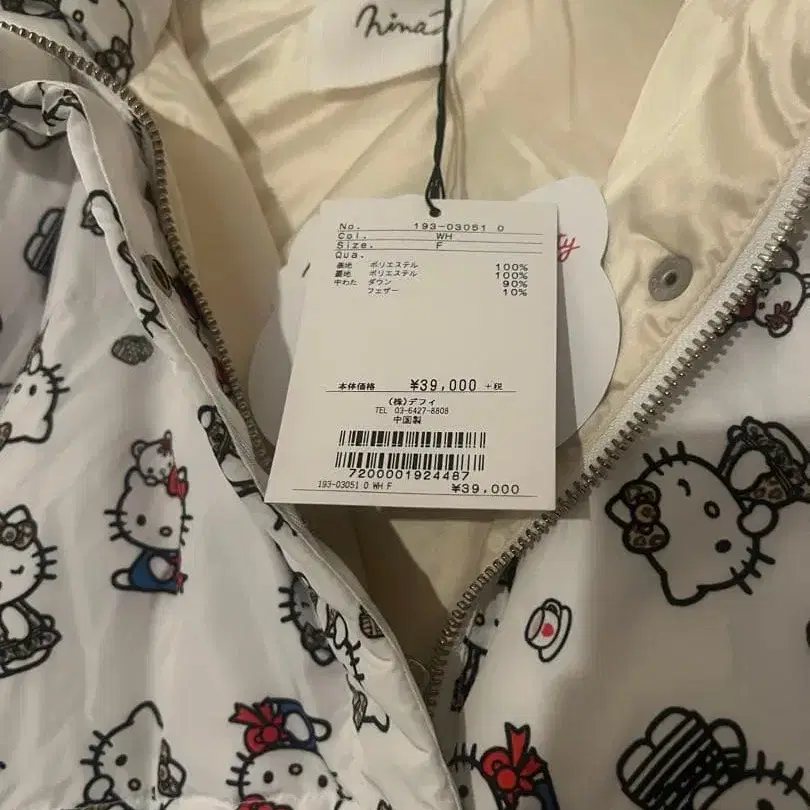 nina
No. 193-03051 0
Col. WH
Size. F
Qua.
表地 ポリエステル 100%
裏地 ポリエステル 100%
中わた ダウン 90%
フェザー 10%
ty
本体価格 ¥39,000 +税
(株)デフィ
TEL 03-6427-8808
中国製
7200001924487
193-03051 0 WH F ¥39,000